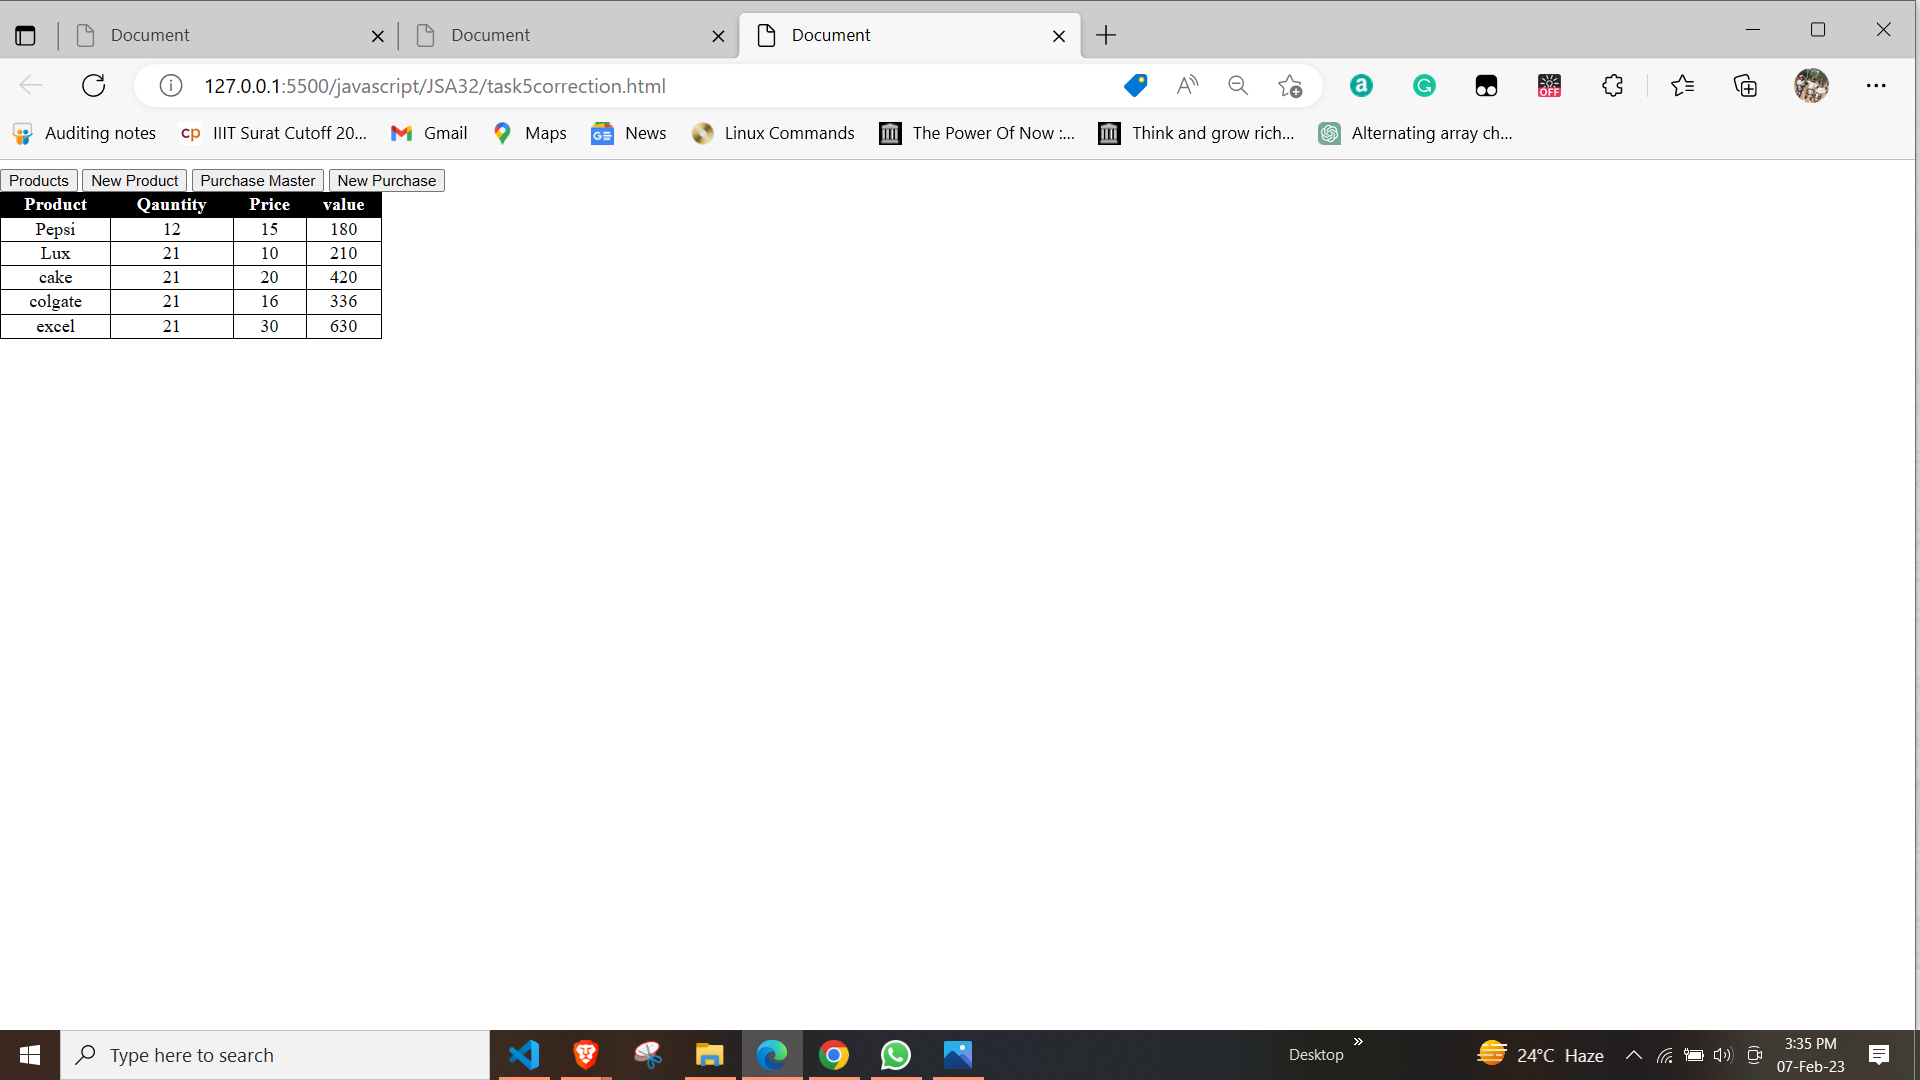 Document Document Document
127.0.0.1:5500/javascript/JSA32/task5correction.html
A a G OFF
Auditing notes cp IIIT Surat Cutoff 20... Gmail Maps GE News Linux Commands The Power Of Now :... Think and grow rich... Alternating array ch...
Products New Product Purchase Master New Purchase
Product Qauntity Price value
Pepsi 12 15 180
Lux 21 10 210
cake 21 20 420
colgate 21 16 336
excel 21 30 630
Type here to search Desktop » 24°C Haze 3:35 PM
07-Feb-23